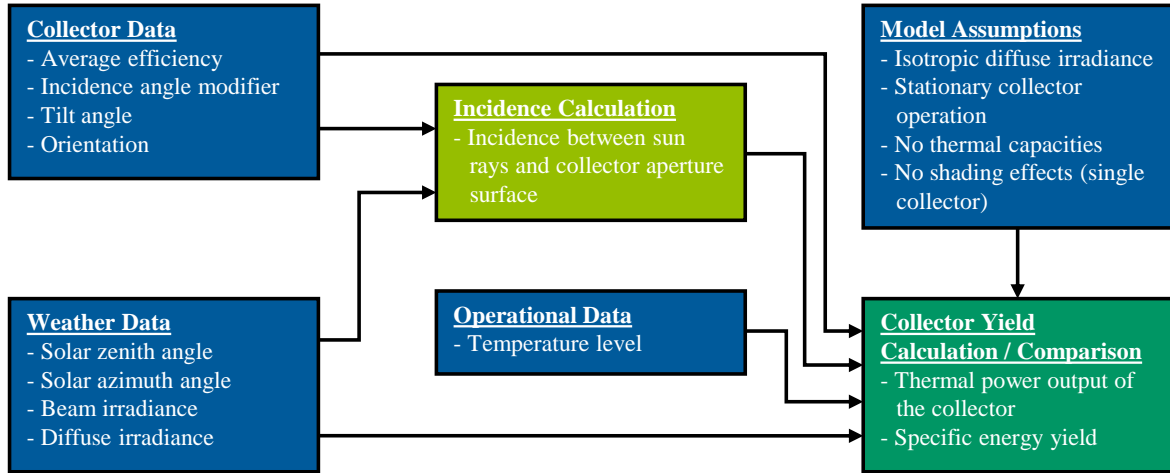 Collector Data
- Average efficiency
- Incidence angle modifier
- Tilt angle
- Orientation
Incidence Calculation
- Incidence between sun
rays and collector aperture
surface
Model Assumptions
- Isotropic diffuse irradiance
- Stationary collector
operation
- No thermal capacities
- No shading effects (single
collector)
Weather Data
- Solar zenith angle
- Solar azimuth angle
- Beam irradiance
- Diffuse irradiance
Operational Data
- Temperature level
Collector Yield
Calculation / Comparison
- Thermal power output of
the collector
- Specific energy yield